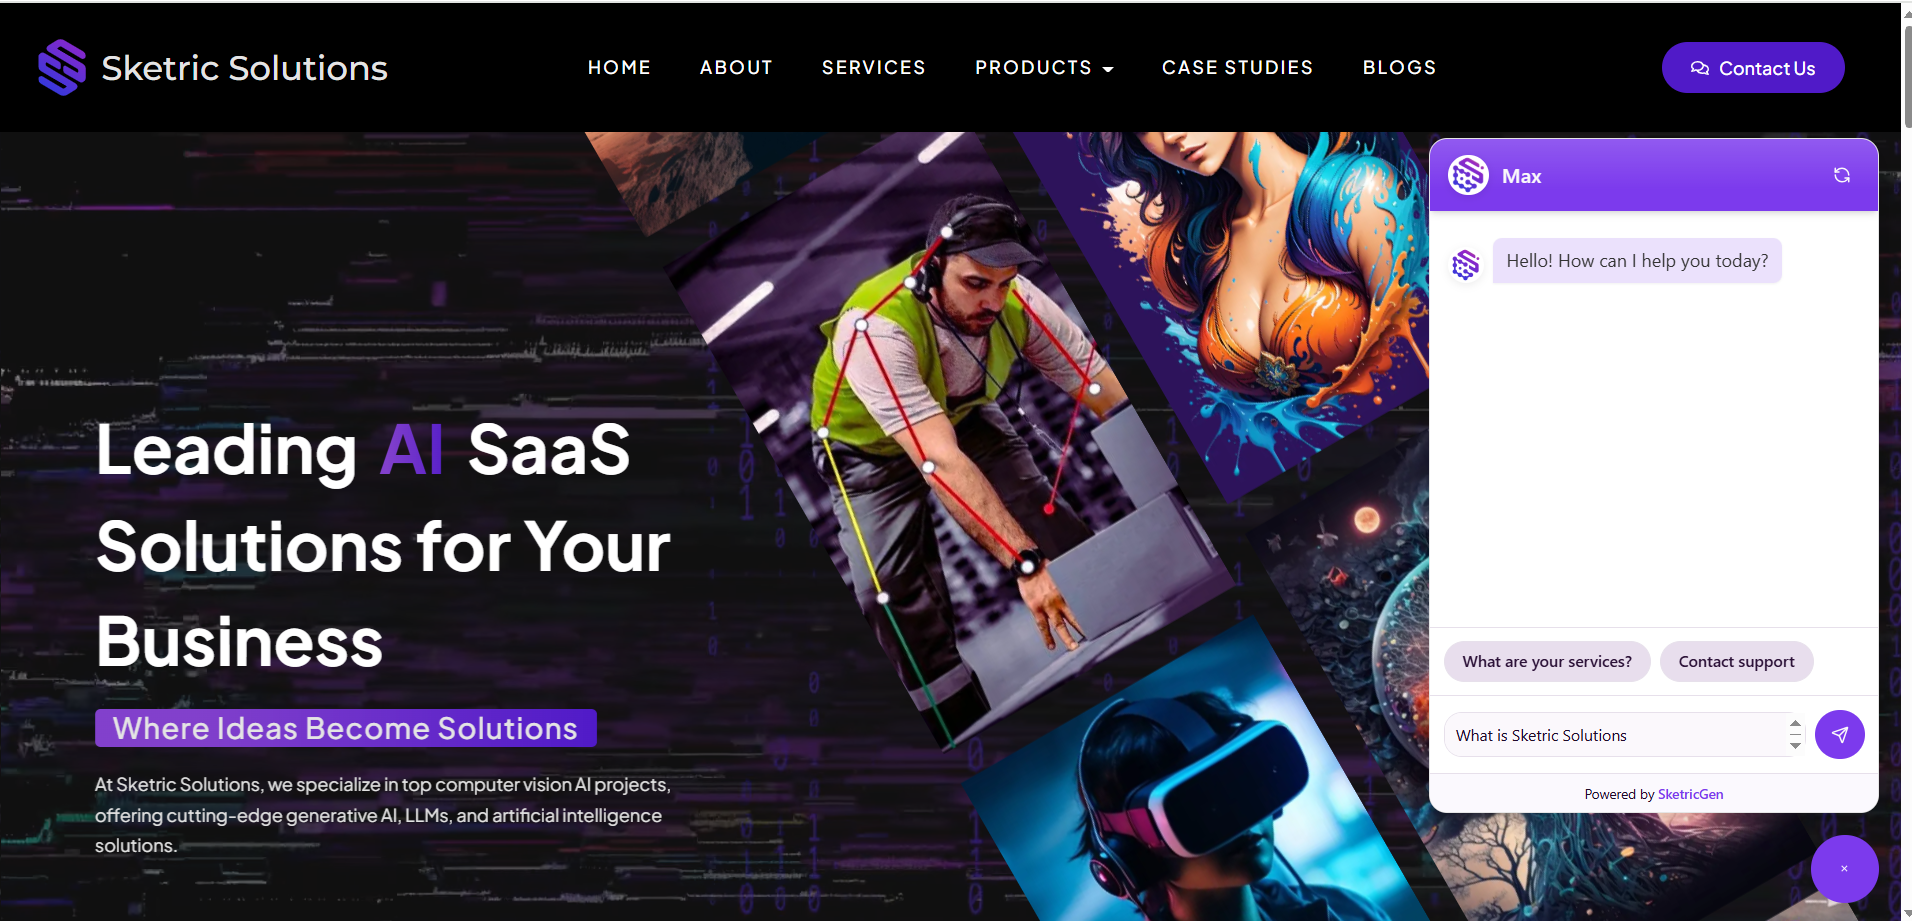 Sketric Solutions
HOME
ABOUT
SERVICES
PRODUCTS
CASE STUDIES
BLOGS
Contact Us
Leading AI SaaS
Solutions for Your
Business
Where Ideas Become Solutions
At Sketric Solutions, we specialize in top computer vision AI projects,
offering cutting-edge generative AI, LLMs, and artificial intelligence
solutions.
Max
Hello! How can I help you today?
What are your services?
Contact support
What is Sketric Solutions
Powered by SketricGen